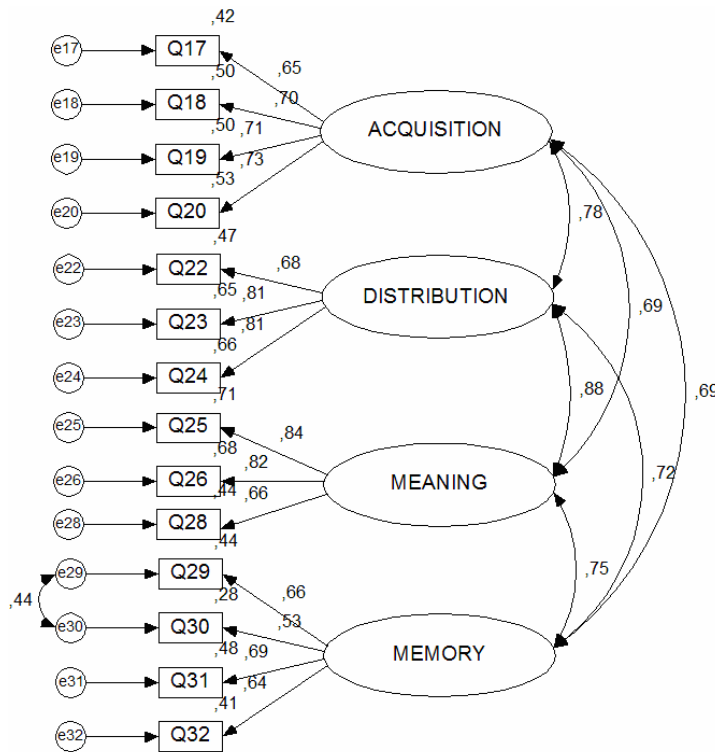 ,42
e17 Q17 ,65
,50
e18 Q18 ,70
ACQUISITION
,50 ,71
e19 Q19 ,73
,53
e20 Q20
,78
,47
e22 Q22 ,68
,65 ,81
DISTRIBUTION
e23 Q23 ,81
,69
,66
e24 Q24
,71
,88
,69
e25 Q25 ,84
,68 ,82
e26 Q26
MEANING
,72
,44 ,66
e28 Q28
,44
e29 Q29
,75
,28 ,66
,44
e30 Q30 ,53
,48 ,69
MEMORY
e31 Q31 ,64
,41
e32 Q32